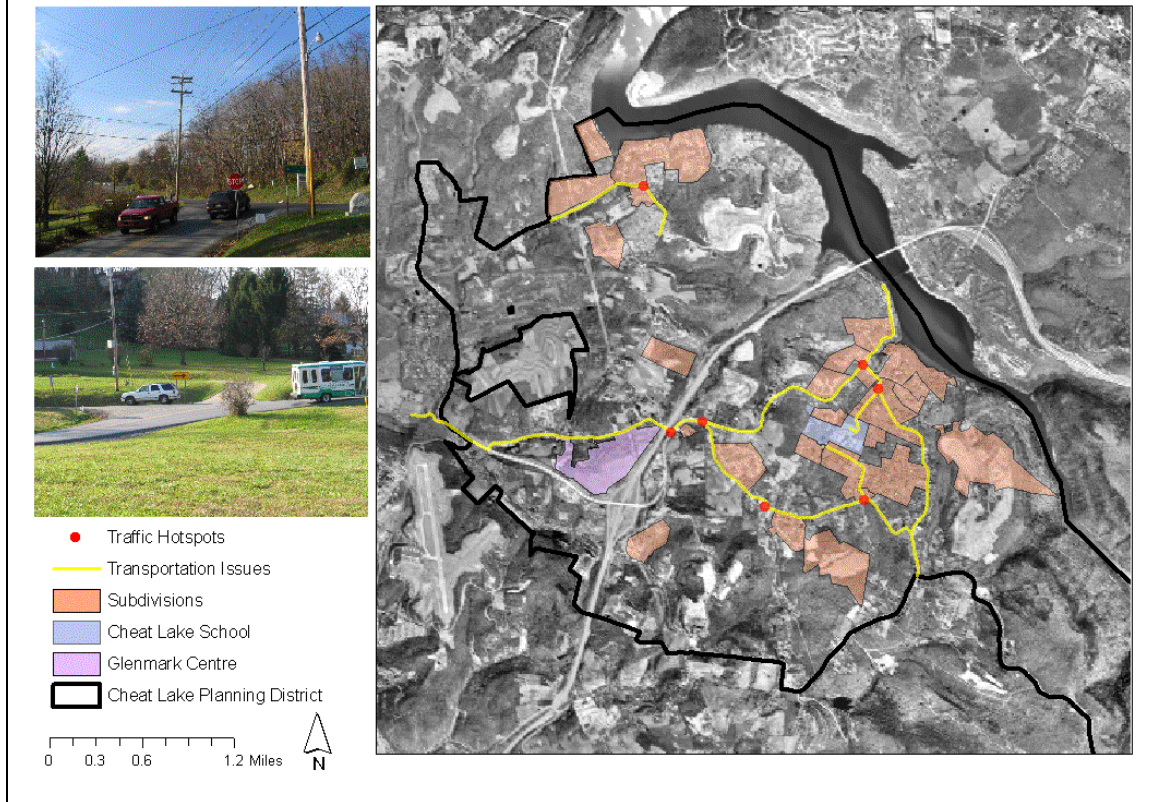 STOP
Traffic Hotspots
Transportation Issues
Subdivisions
Cheat Lake School
Glenmark Centre
Cheat Lake Planning District
0 0.3 0.6 1.2 Miles
N